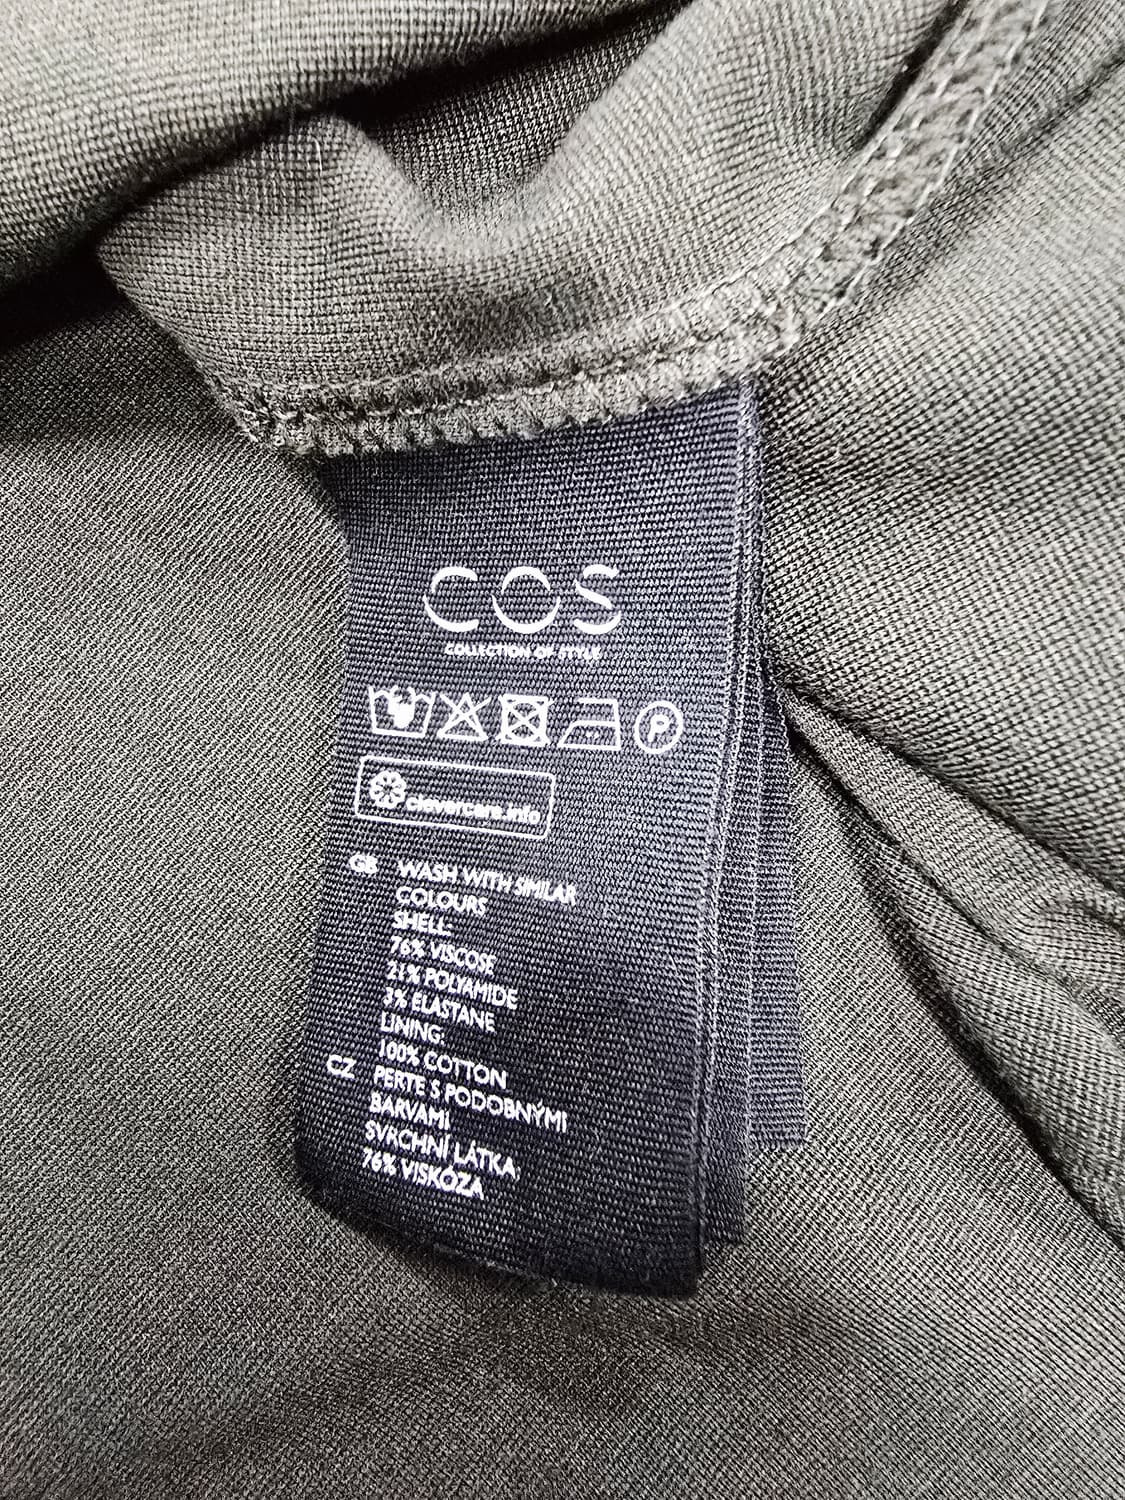 COS
COLLECTION OF STYLE
P
clevercare.info
GB WASH WITH SIMILAR
COLOURS
SHELL:
76% VISCOSE
21% POLYAMIDE
3% ELASTANE
LINING:
100% COTTON
CZ PERTE S PODOBNÝMI
BARVAMI
SVRCHNÍ LÁTKA:
76% VISKÓZA